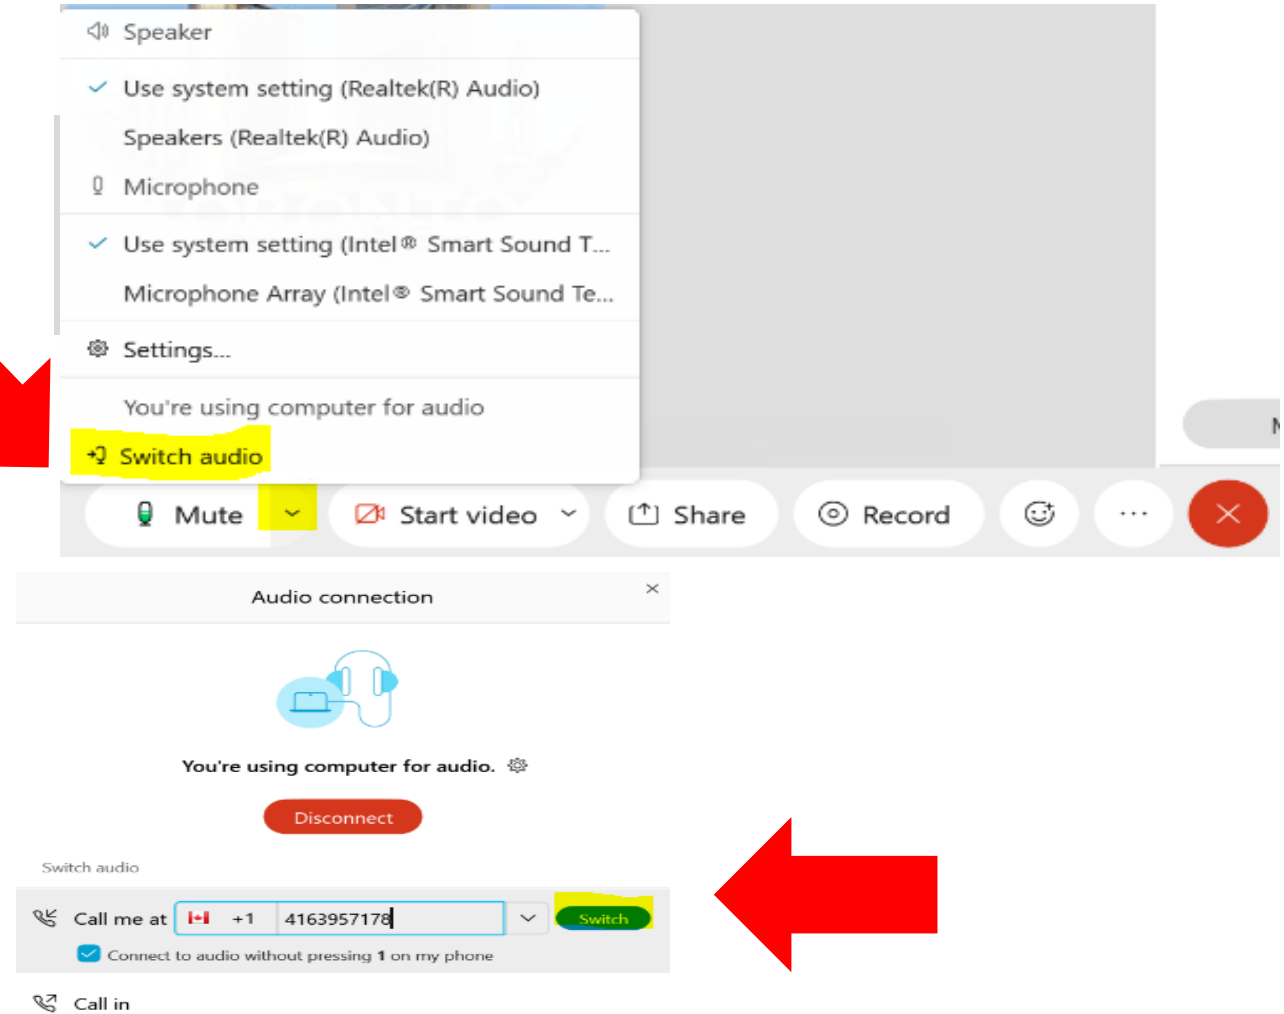 Speaker
Use system setting (Realtek(R) Audio)
Speakers (Realtek(R) Audio)
Microphone
Use system setting (Intel® Smart Sound T...
Microphone Array (Intel® Smart Sound Te...
Settings...
You're using computer for audio
Switch audio
Mute
Start video
Share
Record
Audio connection
You're using computer for audio.
Disconnect
Switch audio
Call me at +1 4163957178 Switch
Connect to audio without pressing 1 on my phone
Call in